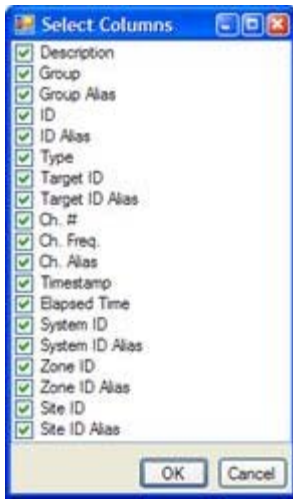 Select Columns
Description
Group
Group Alias
ID
ID Alias
Type
Target ID
Target ID Alias
Ch. #
Ch. Freq.
Ch. Alias
Timestamp
Elapsed Time
System ID
System ID Alias
Zone ID
Zone ID Alias
Site ID
Site ID Alias
OK Cancel